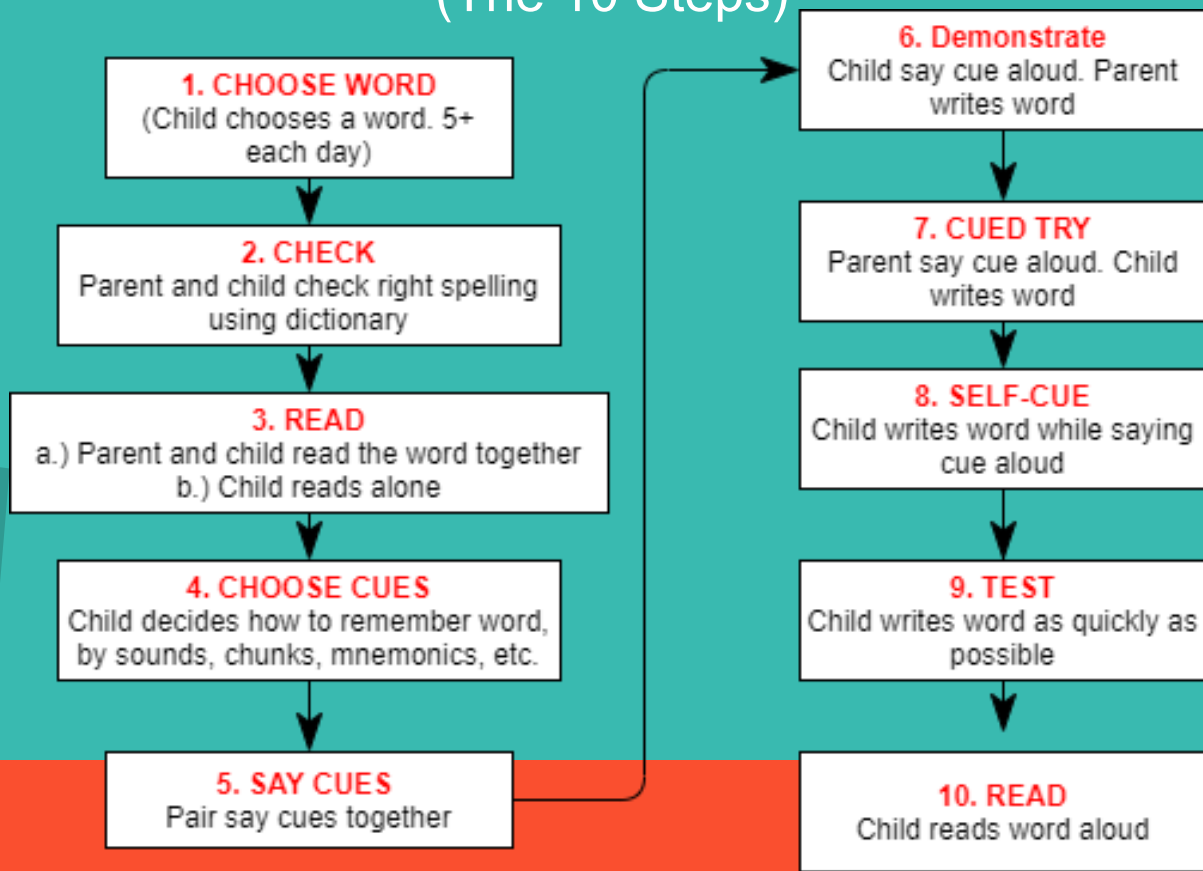 (The 10 Steps)
1. CHOOSE WORD
(Child chooses a word. 5+
each day)
2. CHECK
Parent and child check right spelling
using dictionary
3. READ
a.) Parent and child read the word together
b.) Child reads alone
4. CHOOSE CUES
Child decides how to remember word,
by sounds, chunks, mnemonics, etc.
5. SAY CUES
Pair say cues together
6. Demonstrate
Child say cue aloud. Parent
writes word
7. CUED TRY
Parent say cue aloud. Child
writes word
8. SELF-CUE
Child writes word while saying
cue aloud
9. TEST
Child writes word as quickly as
possible
10. READ
Child reads word aloud